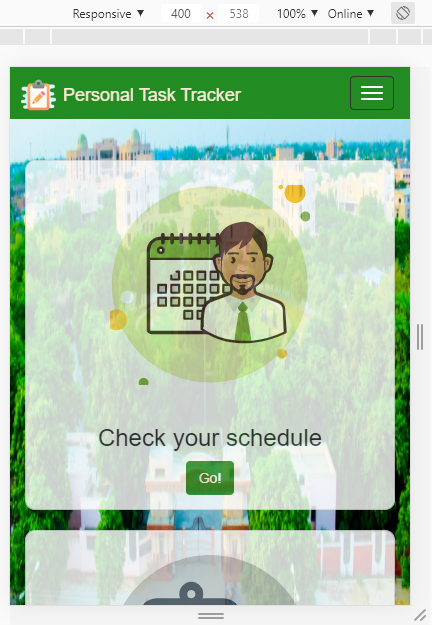 Responsive ▼ 400 × 538 100% ▼ Online ▼
Personal Task Tracker
Check your schedule
Go!